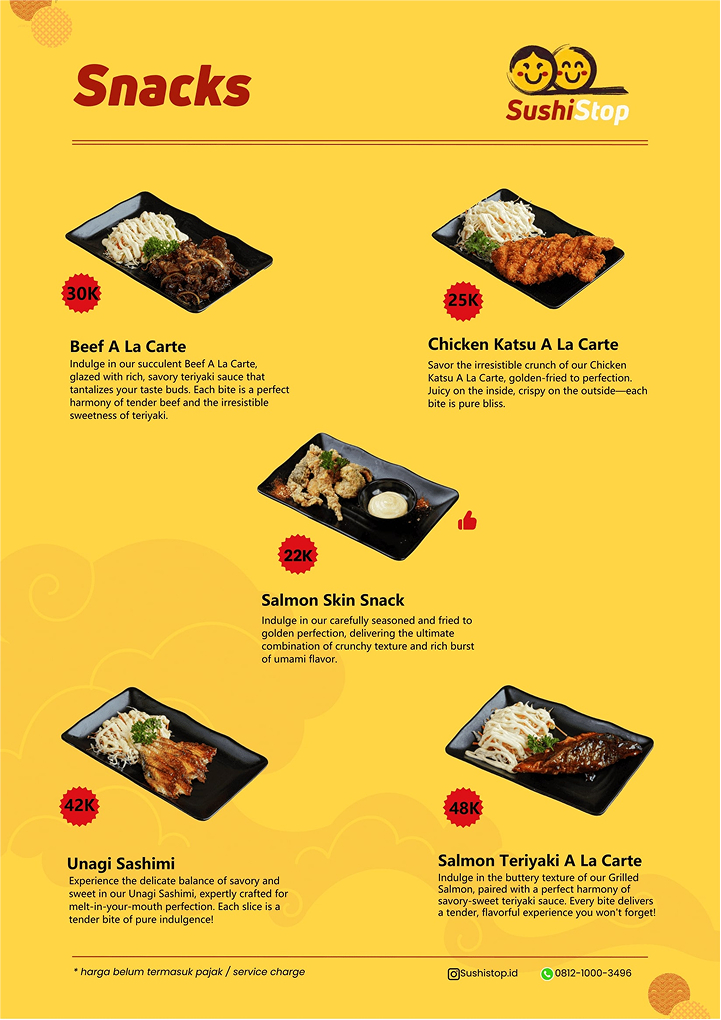 Snacks
SushiStop
30K
Beef A La Carte
Indulge in our succulent Beef A La Carte,
glazed with rich, savory teriyaki sauce that
tantalizes your taste buds. Each bite is a perfect
harmony of tender beef and the irresistible
sweetness of teriyaki.
25K
Chicken Katsu A La Carte
Savor the irresistible crunch of our Chicken
Katsu A La Carte, golden-fried to perfection.
Juicy on the inside, crispy on the outside—each
bite is pure bliss.
22K
Salmon Skin Snack
Indulge in our carefully seasoned and fried to
golden perfection, delivering the ultimate
combination of crunchy texture and rich burst
of umami flavor.
42K
Unagi Sashimi
Experience the delicate balance of savory and
sweet in our Unagi Sashimi, expertly crafted for
melt-in-your-mouth perfection. Each slice is a
tender bite of pure indulgence!
48K
Salmon Teriyaki A La Carte
Indulge in the buttery texture of our Grilled
Salmon, paired with a perfect harmony of
savory-sweet teriyaki sauce. Every bite delivers
a tender, flavorful experience you won't forget!
* harga belum termasuk pajak / service charge
Sushistop.id
0812-1000-3496